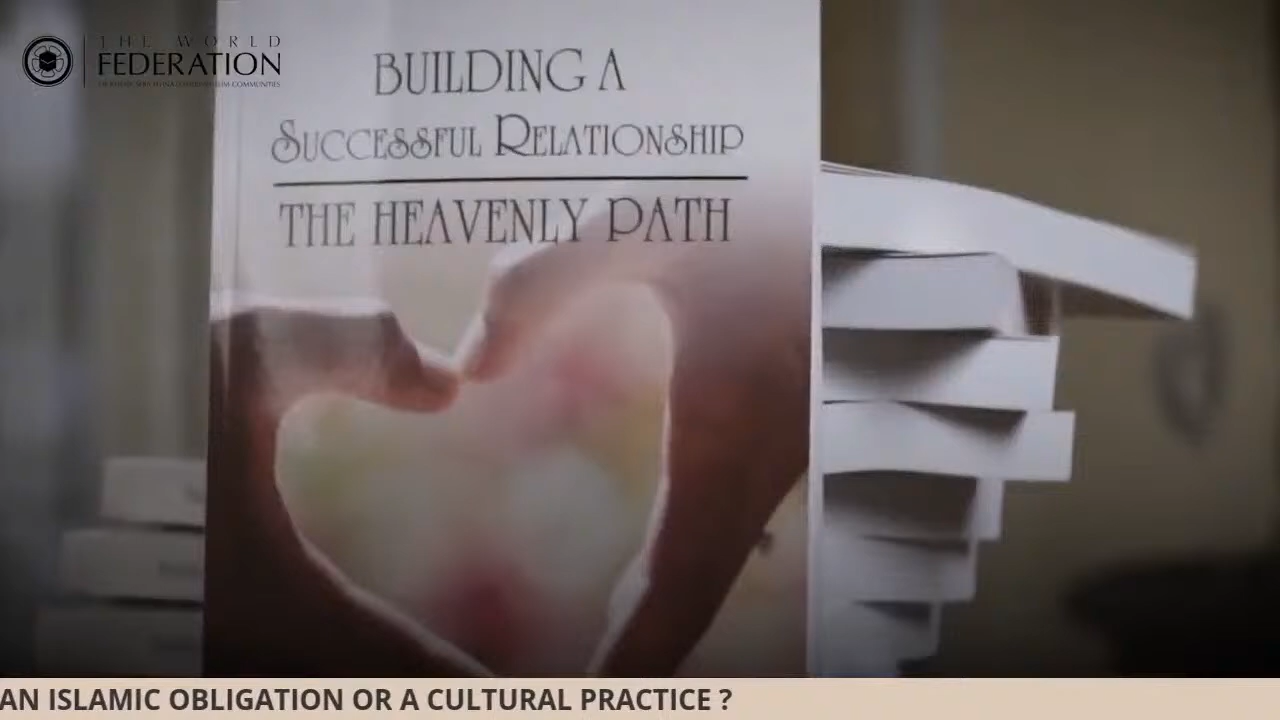 THE WORLD
FEDERATION
BUILDING A
SUCCESSFUL RELATIONSHIP
THE HEAVENLY PATH
AN ISLAMIC OBLIGATION OR A CULTURAL PRACTICE ?